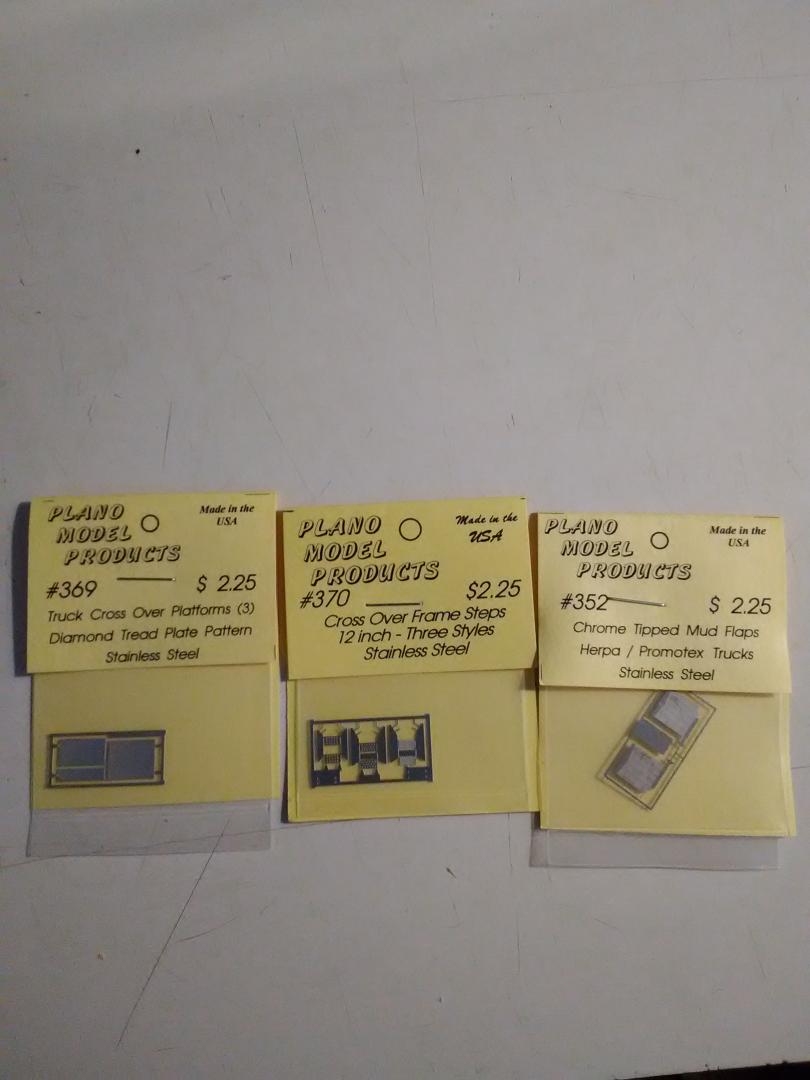 PLANO
MODEL
PRODUCTS
Made in the
USA
#369
$ 2.25
Truck Cross Over Platforms (3)
Diamond Tread Plate Pattern
Stainless Steel
PLANO
MODEL
PRODUCTS
Made in the
USA
#370
$2.25
Cross Over Frame Steps
12 inch - Three Styles
Stainless Steel
PLANO
MODEL
PRODUCTS
Made in the
USA
#352
$ 2.25
Chrome Tipped Mud Flaps
Herpa / Promotex Trucks
Stainless Steel